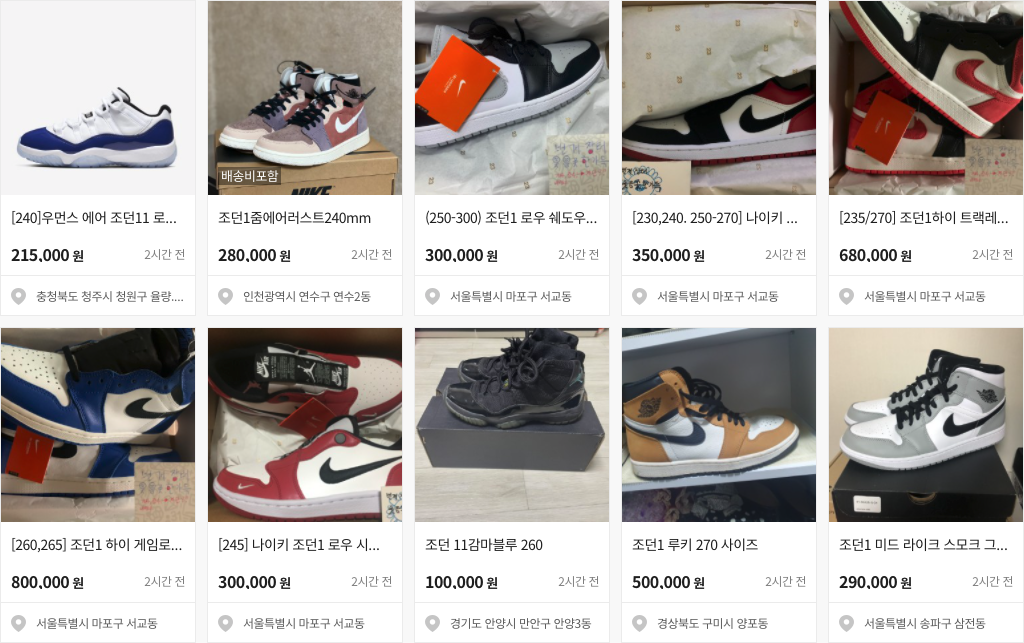 배송비포함
NIKE
[240]우먼스 에어 조던11 로...
215,000 원
2시간 전
충청북도 청주시 청원구 율량....
조던1줌에어러스트240mm
280,000 원
2시간 전
인천광역시 연수구 연수2동
(250-300) 조던1 로우 쉐도우...
300,000 원
2시간 전
서울특별시 마포구 서교동
[230,240. 250-270] 나이키 ...
350,000 원
2시간 전
서울특별시 마포구 서교동
[235/270] 조던1하이 트랙레...
680,000 원
2시간 전
서울특별시 마포구 서교동
[260,265] 조던1 하이 게임로...
800,000 원
2시간 전
서울특별시 마포구 서교동
[245] 나이키 조던1 로우 시...
300,000 원
2시간 전
서울특별시 마포구 서교동
조던 11감마블루 260
100,000 원
2시간 전
경기도 안양시 만안구 안양3동
조던1 루키 270 사이즈
500,000 원
2시간 전
경상북도 구미시 양포동
조던1 미드 라이크 스모크 그...
290,000 원
2시간 전
서울특별시 송파구 삼전동